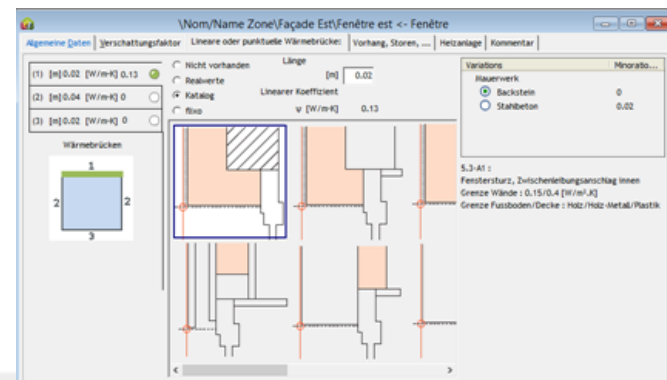 \Nom/Name Zone\Façade Est\Fenêtre est <- Fenêtre
Allgemeine Daten
Verschattungsfaktor
Lineare oder punktuelle Wärmebrücke:
Vorhang, Storen, ...
Heizanlage
Kommentar
(1) [m] 0.02 [W/m·K] 0.13
(2) [m] 0.04 [W/m·K] 0
(3) [m] 0.02 [W/m·K] 0
Wärmebrücken
1
2 2
3
Nicht vorhanden
Realwerte
Katalog
flixo
Länge
[m] 0.02
Linearer Koeffizient
ψ [W/m·K] 0.13
Variations Minoratio...
Mauerwerk
Backstein 0
Stahlbeton 0.02
5.3-A1 :
Fenstersturz, Zwischenleibungsanschlag innen
Grenze Wände : 0.15/0.4 [W/m².K]
Grenze Fussboden/Decke : Holz/Holz-Metall/Plastik